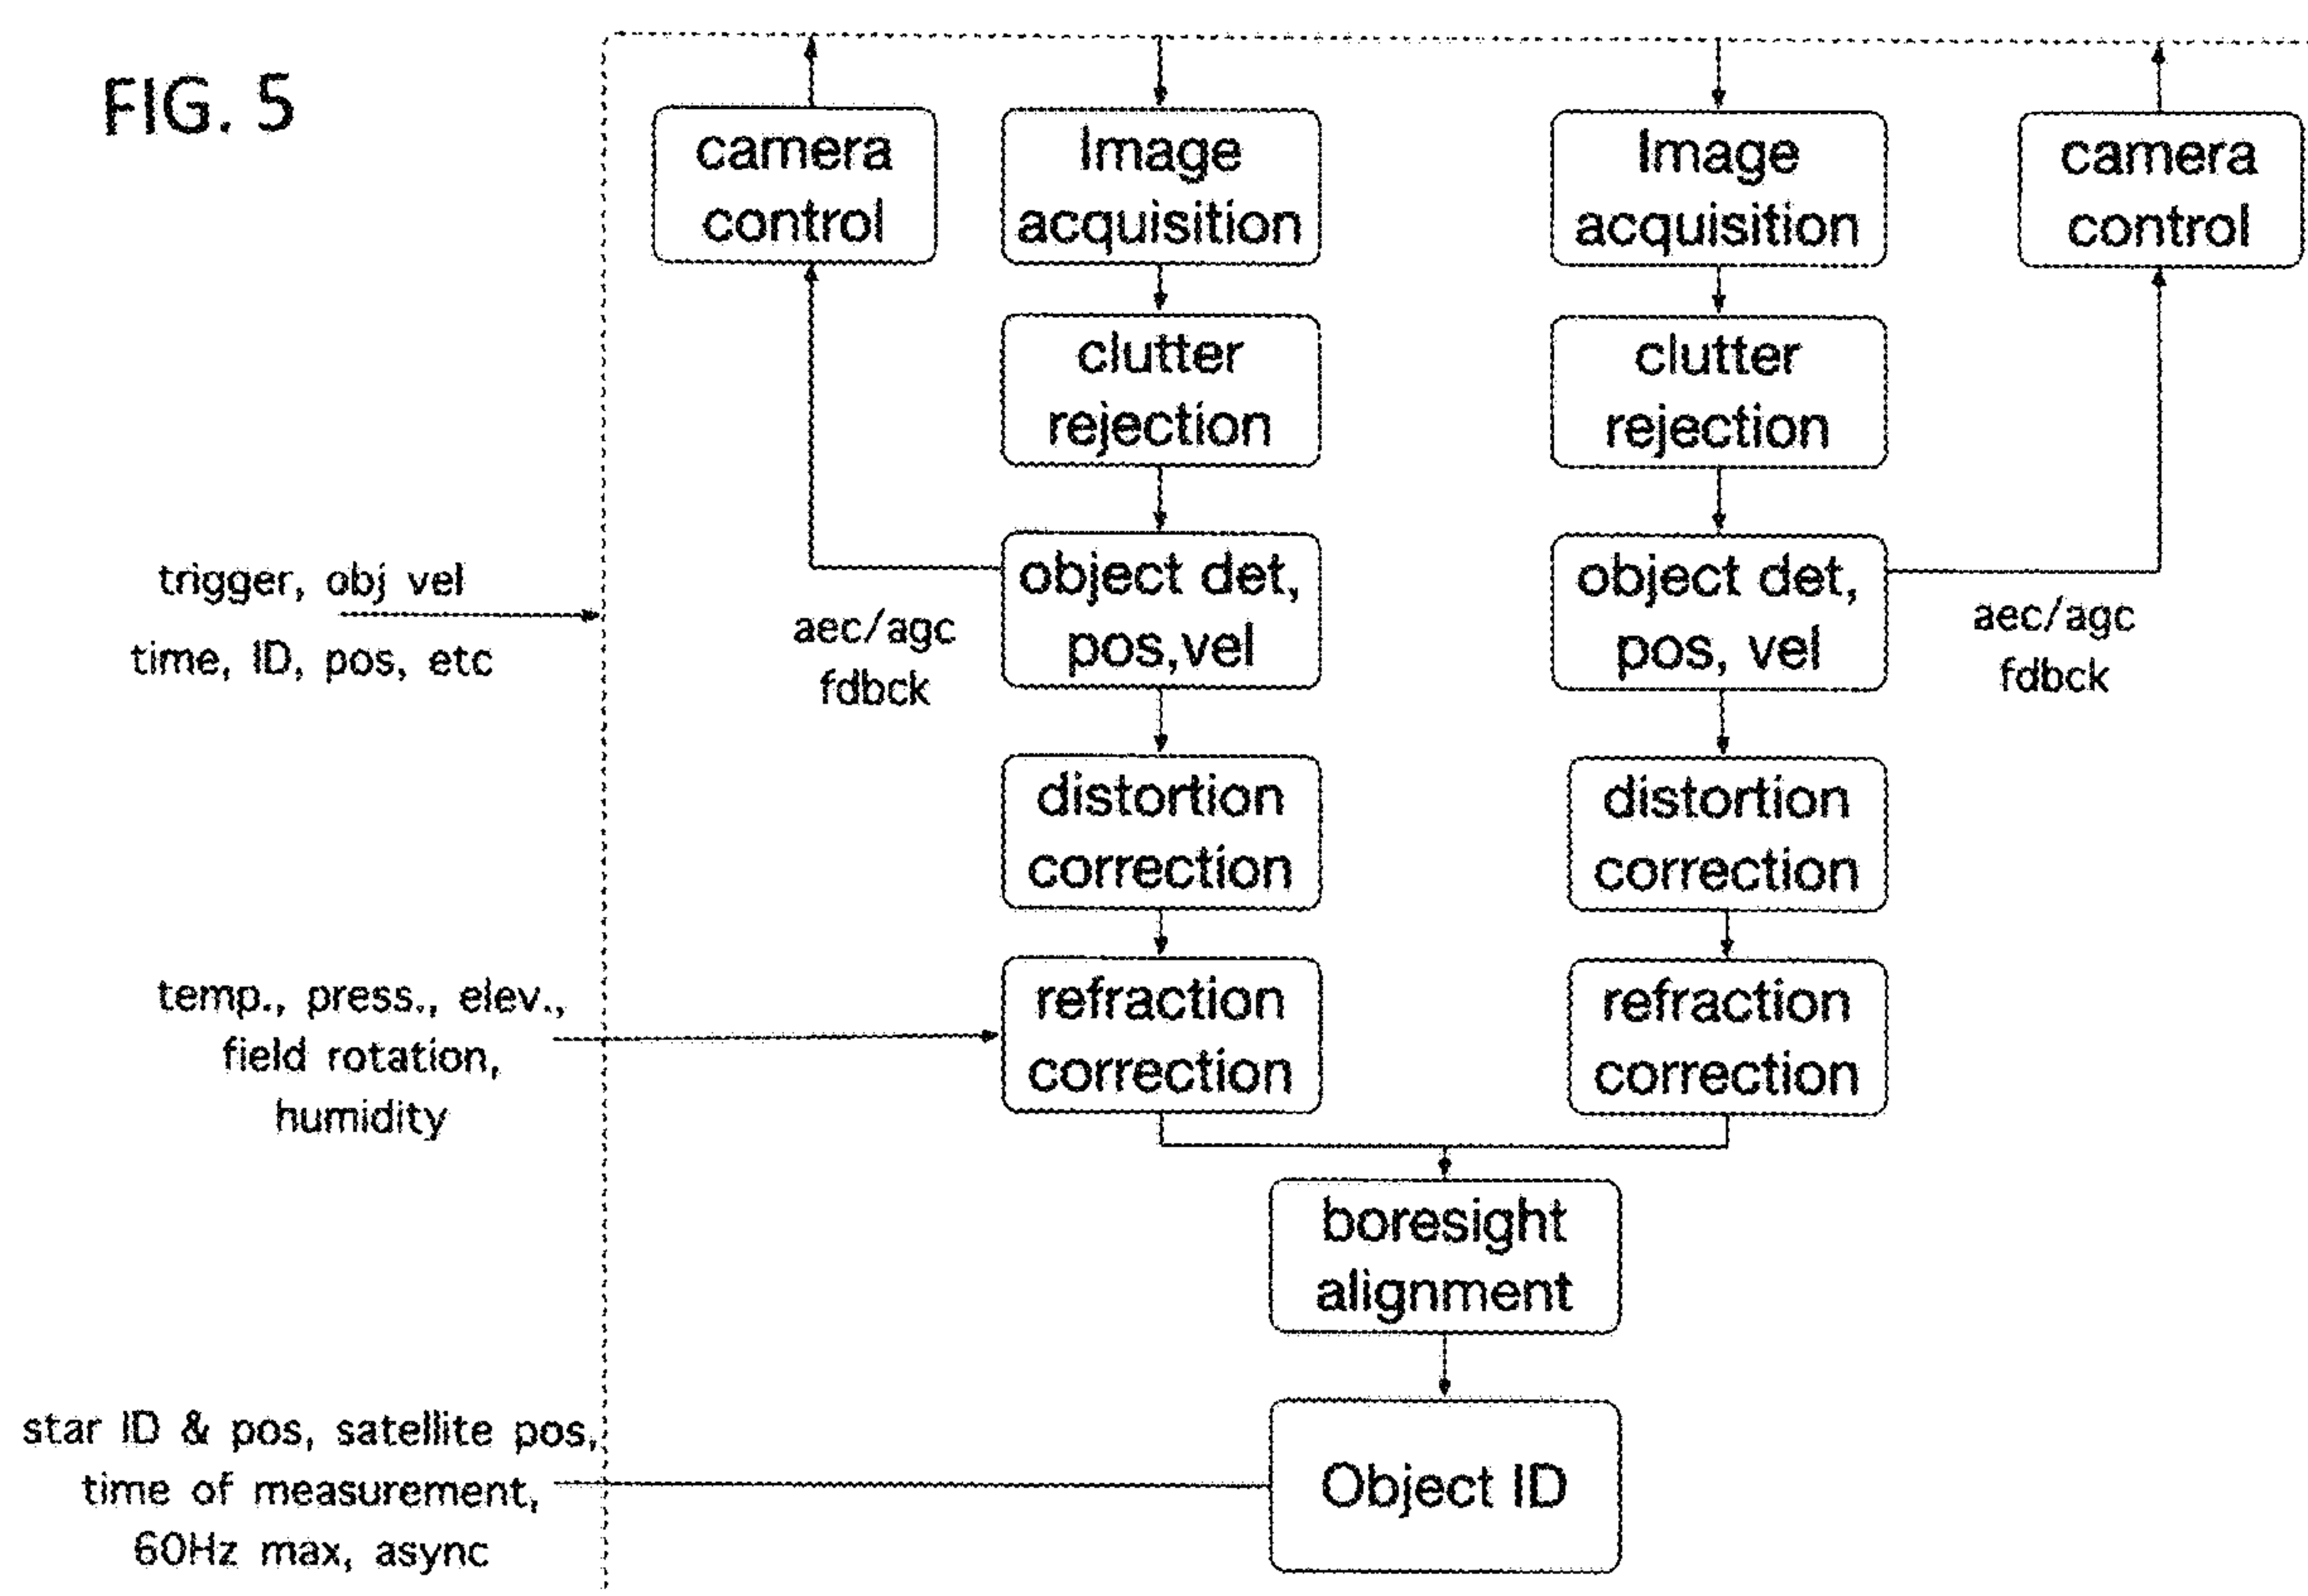 FIG. 5
camera
control
Image
acquisition
Image
acquisition
camera
control
clutter
rejection
clutter
rejection
trigger, obj vel
time, ID, pos, etc
aec/agc
fdbck
object det,
pos,vel
object det,
pos, vel
aec/agc
fdbck
distortion
correction
distortion
correction
temp., press., elev.,
field rotation,
humidity
refraction
correction
refraction
correction
boresight
alignment
star ID & pos, satellite pos,
time of measurement,
60Hz max, async
Object ID